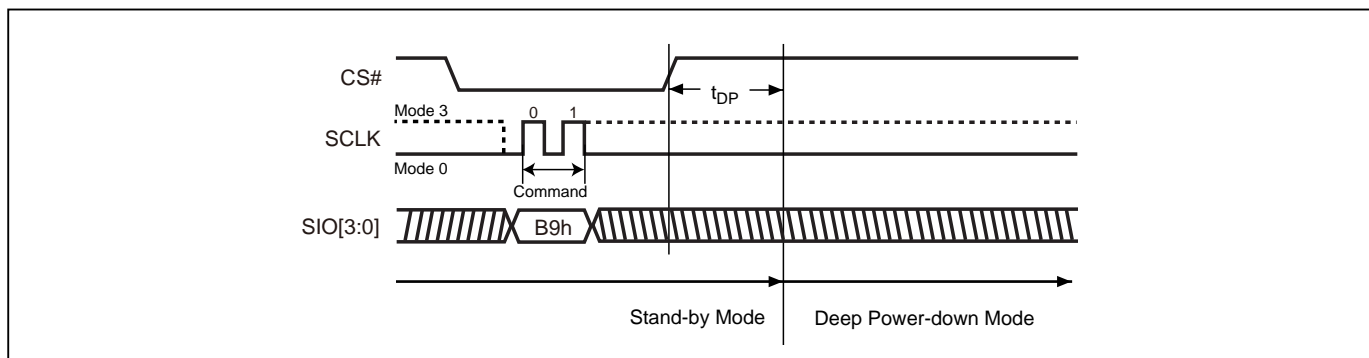 CS#
t_DP
Mode 3
0 1
SCLK
Mode 0
Command
SIO[3:0]
B9h
Stand-by Mode
Deep Power-down Mode